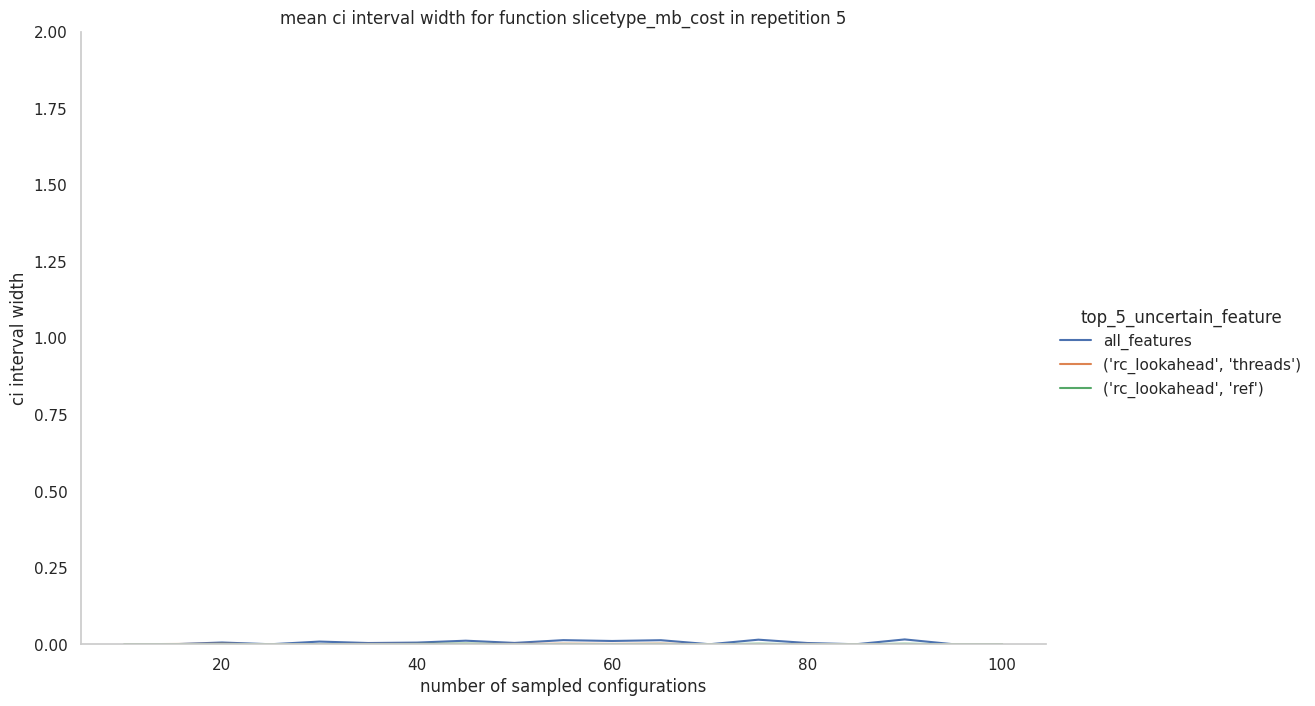 mean ci interval width for function slicetype_mb_cost in repetition 5
2.00
1.75
1.50
1.25
1.00
0.75
0.50
0.25
0.00
ci interval width
20
40
60
80
100
number of sampled configurations
top_5_uncertain_feature
all_features
('rc_lookahead', 'threads')
('rc_lookahead', 'ref')